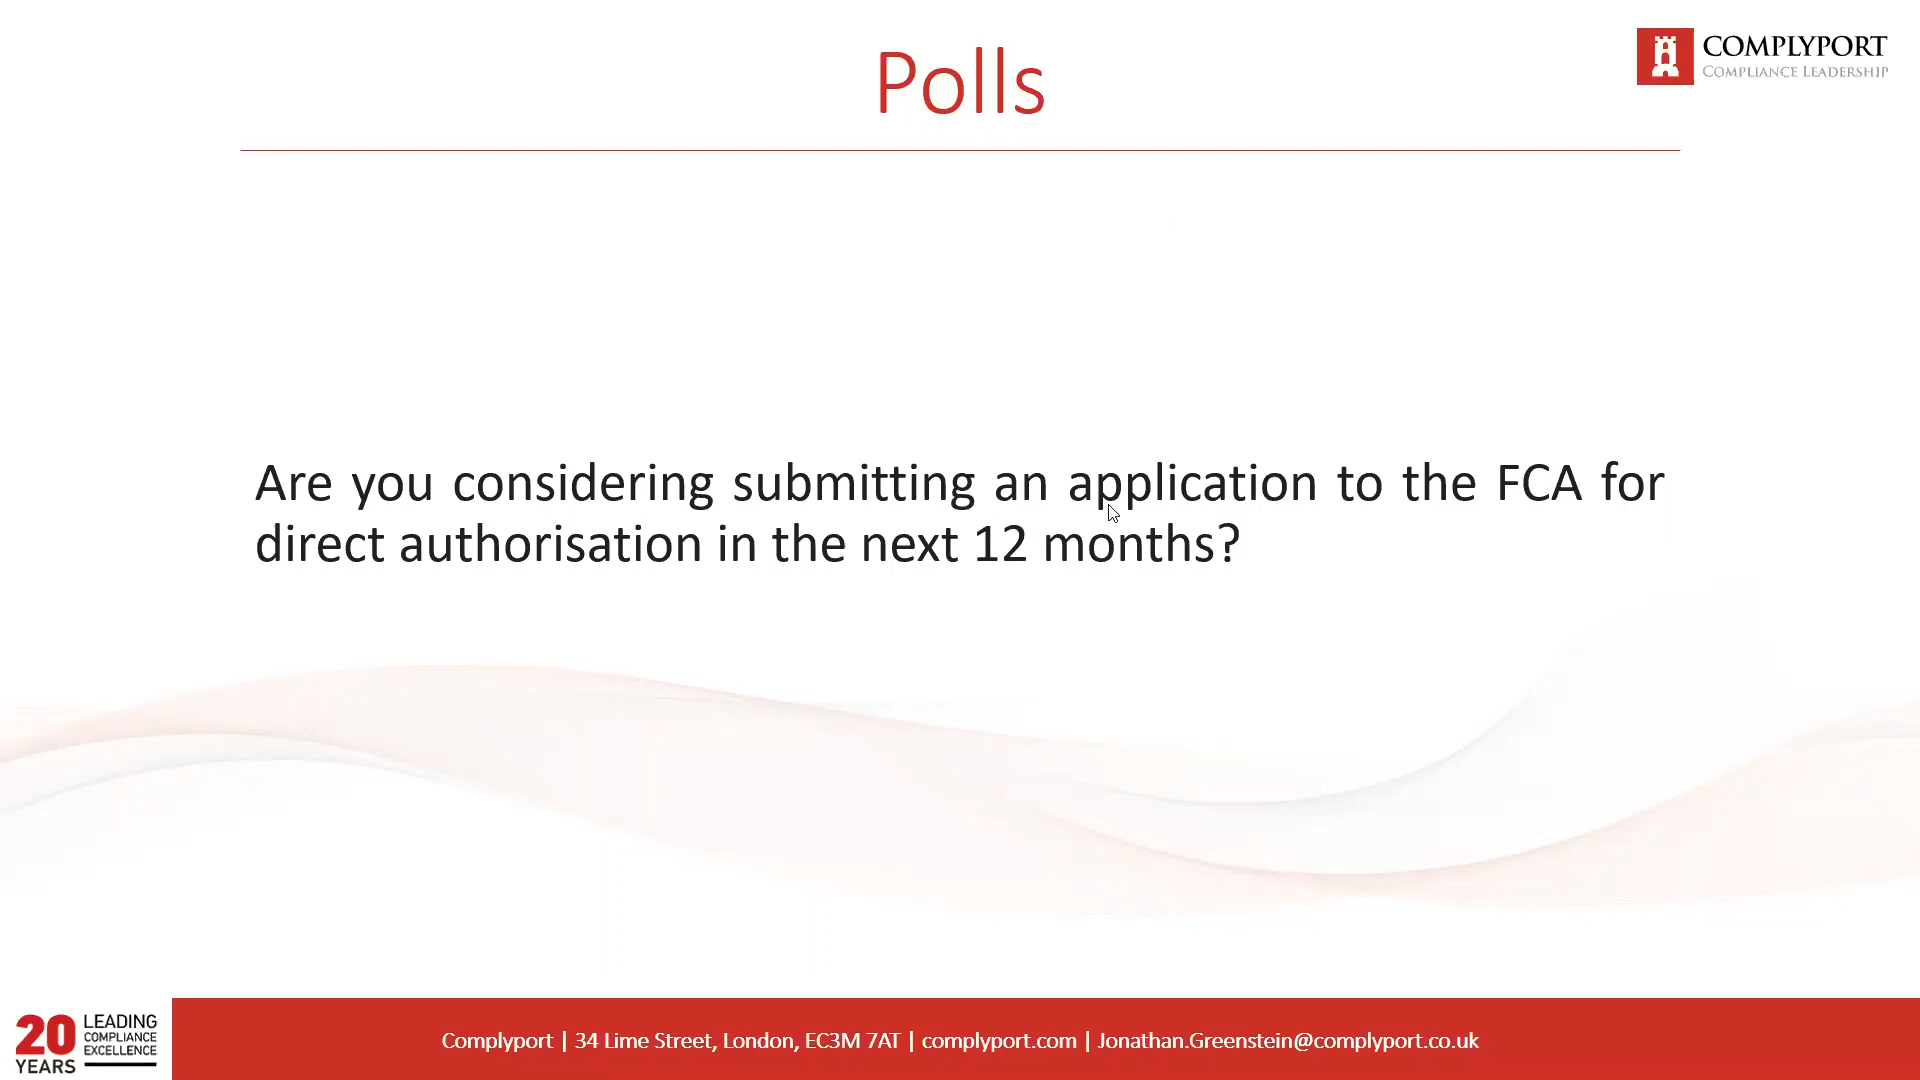 Polls
COMPLYPORT
COMPLIANCE LEADERSHIP
Are you considering submitting an application to the FCA for
direct authorisation in the next 12 months?
20 YEARS
LEADING
COMPLIANCE
EXCELLENCE
Complyport | 34 Lime Street, London, EC3M 7AT | complyport.com | Jonathan.Greenstein@complyport.co.uk